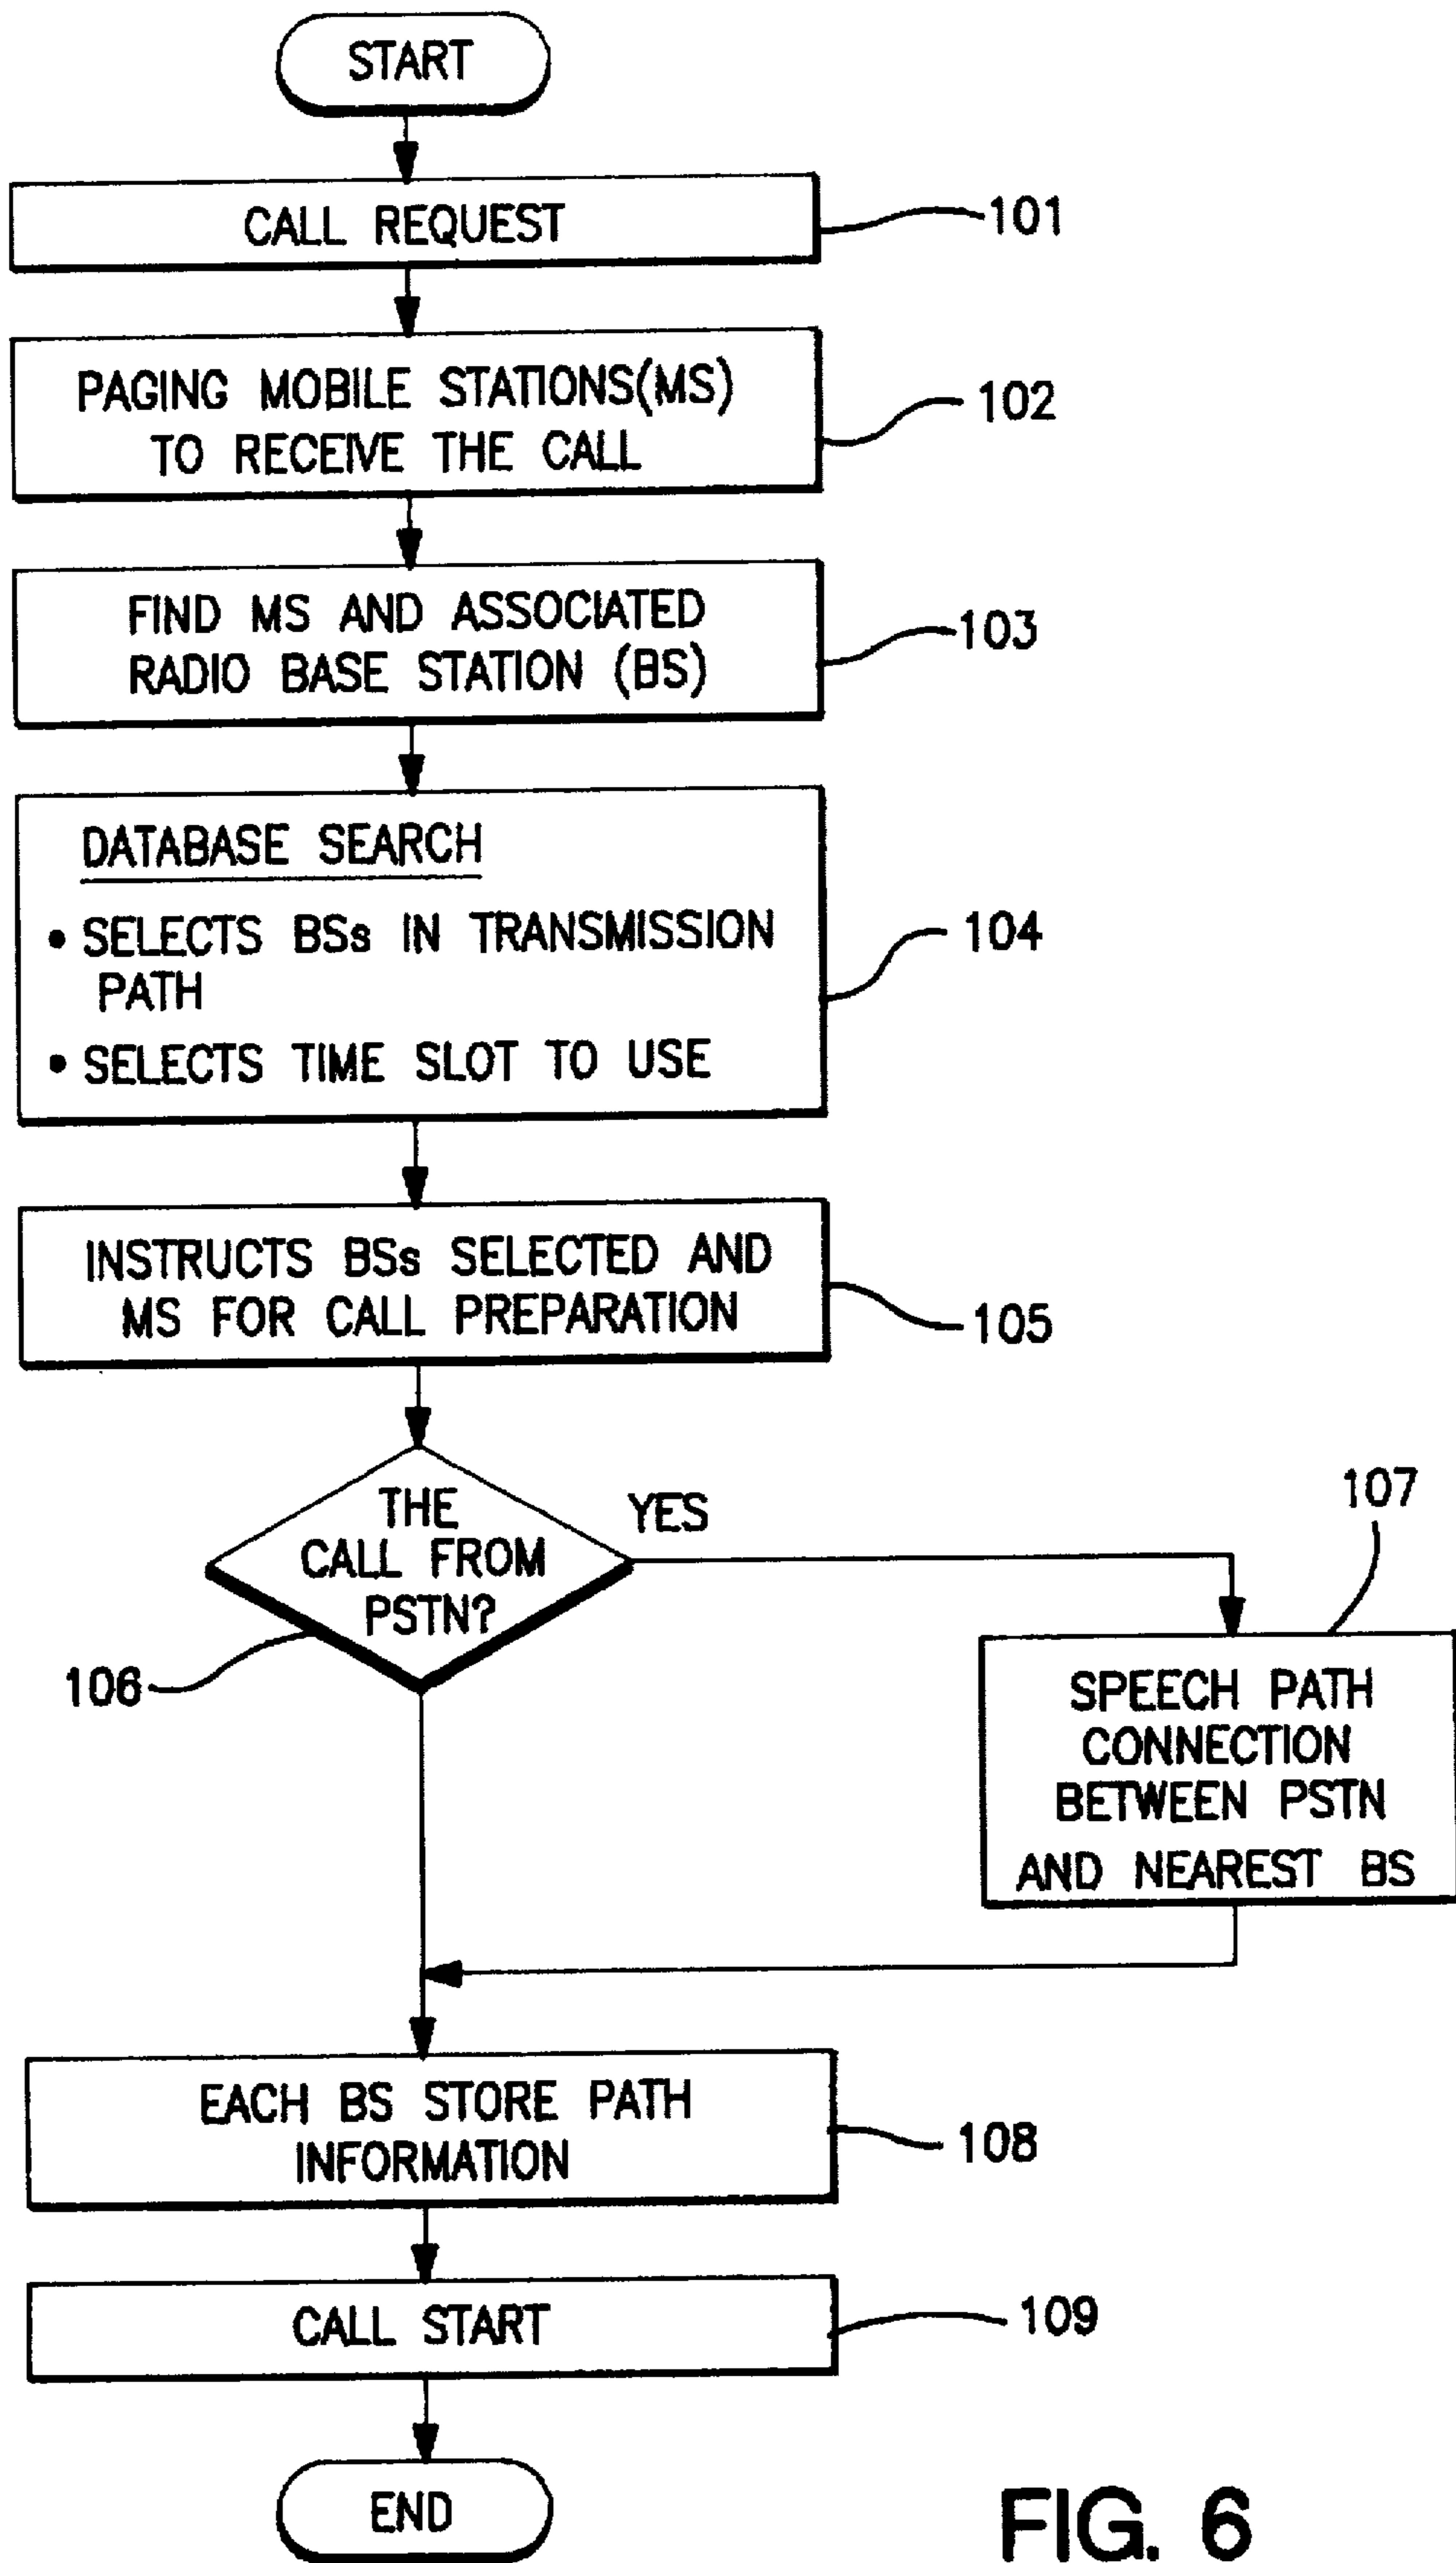 START
CALL REQUEST
101
PAGING MOBILE STATIONS(MS)
TO RECEIVE THE CALL
102
FIND MS AND ASSOCIATED
RADIO BASE STATION (BS)
103
DATABASE SEARCH
• SELECTS BSs IN TRANSMISSION
PATH
• SELECTS TIME SLOT TO USE
104
INSTRUCTS BSs SELECTED AND
MS FOR CALL PREPARATION
105
THE
CALL FROM
PSTN?
YES
106
107
SPEECH PATH
CONNECTION
BETWEEN PSTN
AND NEAREST BS
EACH BS STORE PATH
INFORMATION
108
CALL START
109
END
FIG. 6